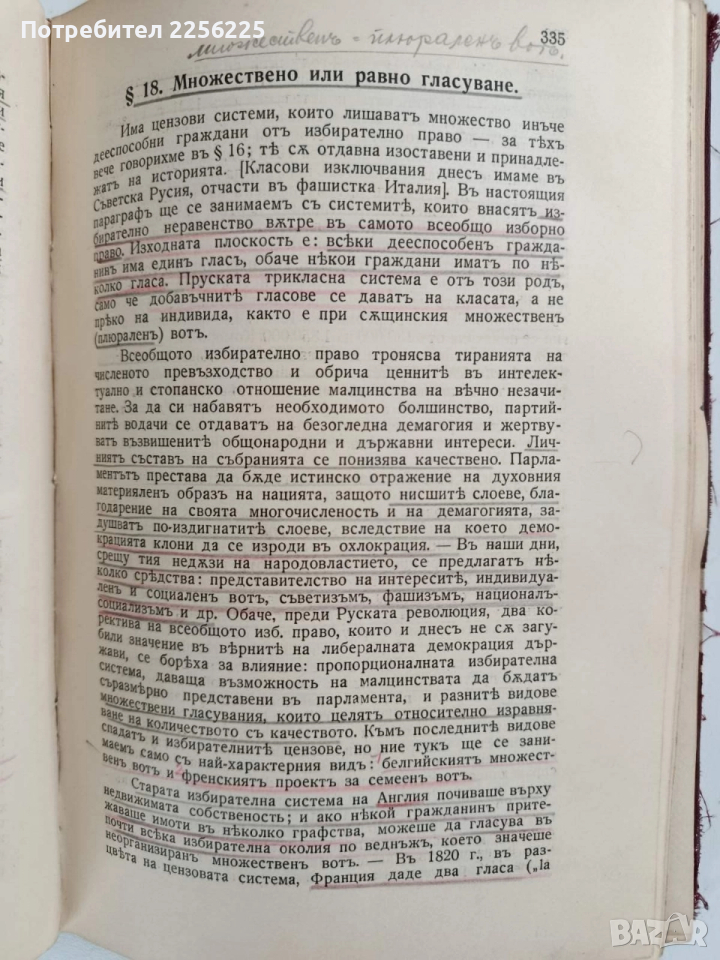 Потребител 2256225
335
множественъ - плюраленъ вотъ.
§ 18. Множествено или равно гласуване.
Има цензови системи, които лишаватъ множество инъче
дееспособни граждани отъ избирателно право — за тѣхъ
вече говорихме въ § 16; тѣ сѫ отдавна изоставени и принадле-
жатъ на историята. [Класови изключвания днесъ имаме въ
Съветска Русия, отчасти въ фашистка Италия]. Въ настоящия
параграфъ ще се занимаемъ съ системитѣ, които внасятъ из-
бирателно неравенство вѫтре въ самото всеобщо изборно
право. Изходната плоскость е: всѣки дееспособенъ гражда-
нинъ има единъ гласъ, обаче нѣкои граждани иматъ по нѣ-
колко гласа. Пруската трикласна система е отъ този родъ,
само че добавъчнитѣ гласове се даватъ на класата, а не
прѣко на индивида, както е при сѫщинския множественъ
(плюраленъ) вотъ.
Всеобщото избирателно право тронясва тиранията на
численото превъзходство и обрича ценнитѣ въ интелек-
туално и стопанско отношение малцинства на вѣчно незачи-
тане. За да си набавятъ необходимото болшинство, партий-
нитѣ водачи се отдаватъ на безогледна демагогия и жертву-
ватъ възвишенитѣ общонародни и държавни интереси. Лич-
ниятъ съставъ на събранията се понизява качествено. Парла-
ментътъ престава да бѫде истинско отражение на духовния
материяленъ образъ на нацията, защото низшитѣ слоеве, бла-
годарение на своята многочисленость и на демагогията, за-
душватъ по-издигнатитѣ слоеве, вследствие на което демо-
крацията клони да се изроди въ охлокрация. — Въ наши дни,
срещу тия недѫзи на народовластието, се предлагатъ нѣ-
колко срѣдства: представителство на интереситѣ, индивидуа-
ленъ и социаленъ вотъ, съветизъмъ, фашизъмъ, националъ-
социализъмъ и др. Обаче, преди Руската революция, два ко-
ректива на всеобщото изб. право, които и днесъ не сѫ загу-
били значение въ вѣрнитѣ на либералната демокрация дър-
жави, се борѣха за влияние: пропорционалната избирателна
система, даваща възможность на малцинствата да бѫдатъ
съразмѣрно представени въ парламента, и разнитѣ видове
множествени гласувания, които целятъ относително изравня-
ване на количеството съ качеството. Къмъ последнитѣ видове
спадатъ и избирателнитѣ цензове, но ние тукъ ще се зани-
маемъ само съ най-характерния видъ: белгийскиятъ множест-
венъ вотъ и френскиятъ проектъ за семеенъ вотъ.
Старата избирателна система на Англия почиваше върху
недвижимата собственость; и ако нѣкой гражданинъ прите-
жаваше имоти въ нѣколко графства, можеше да гласува въ
почти всѣка избирателна околия по веднъжъ, което значеше
неорганизиранъ множественъ вотъ. — Въ 1820 г., въ раз-
цвѣта на цензовата система, Франция даде два гласа („la
BAZAR